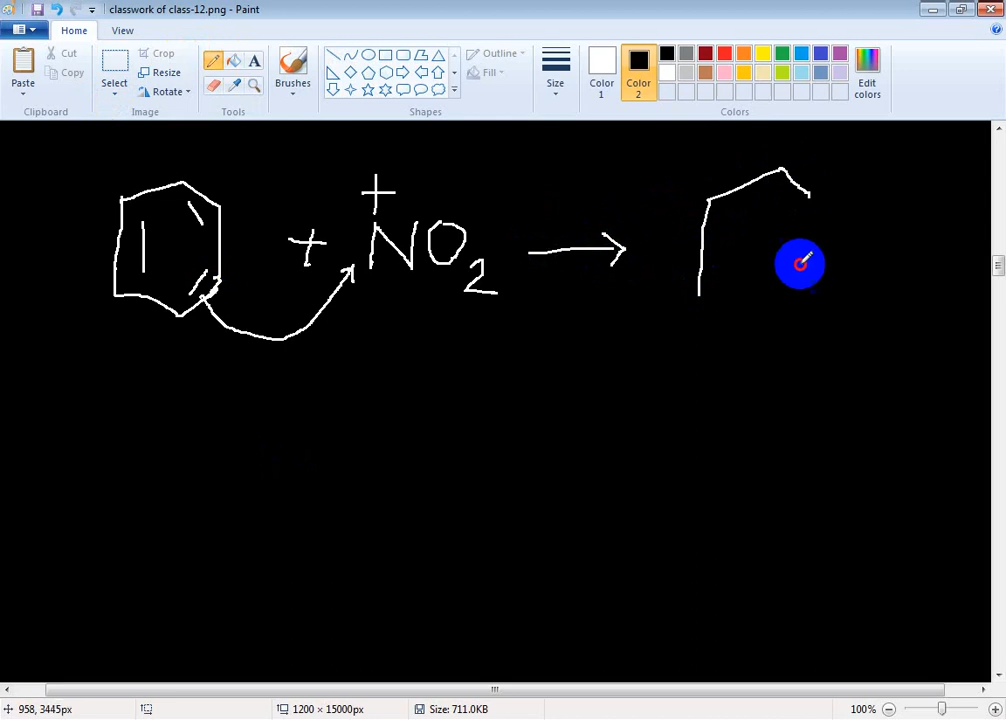 classwork of class-12.png - Paint
Home View
Paste
Cut
Copy
Clipboard
Select
Crop
Resize
Rotate
Image
A
Tools
Brushes
Outline
Fill
Shapes
Size
Color 1
Color 2
Edit colors
Colors
+
+ NO2 →
958, 3445px
1200 × 15000px
Size: 711.0KB
100%